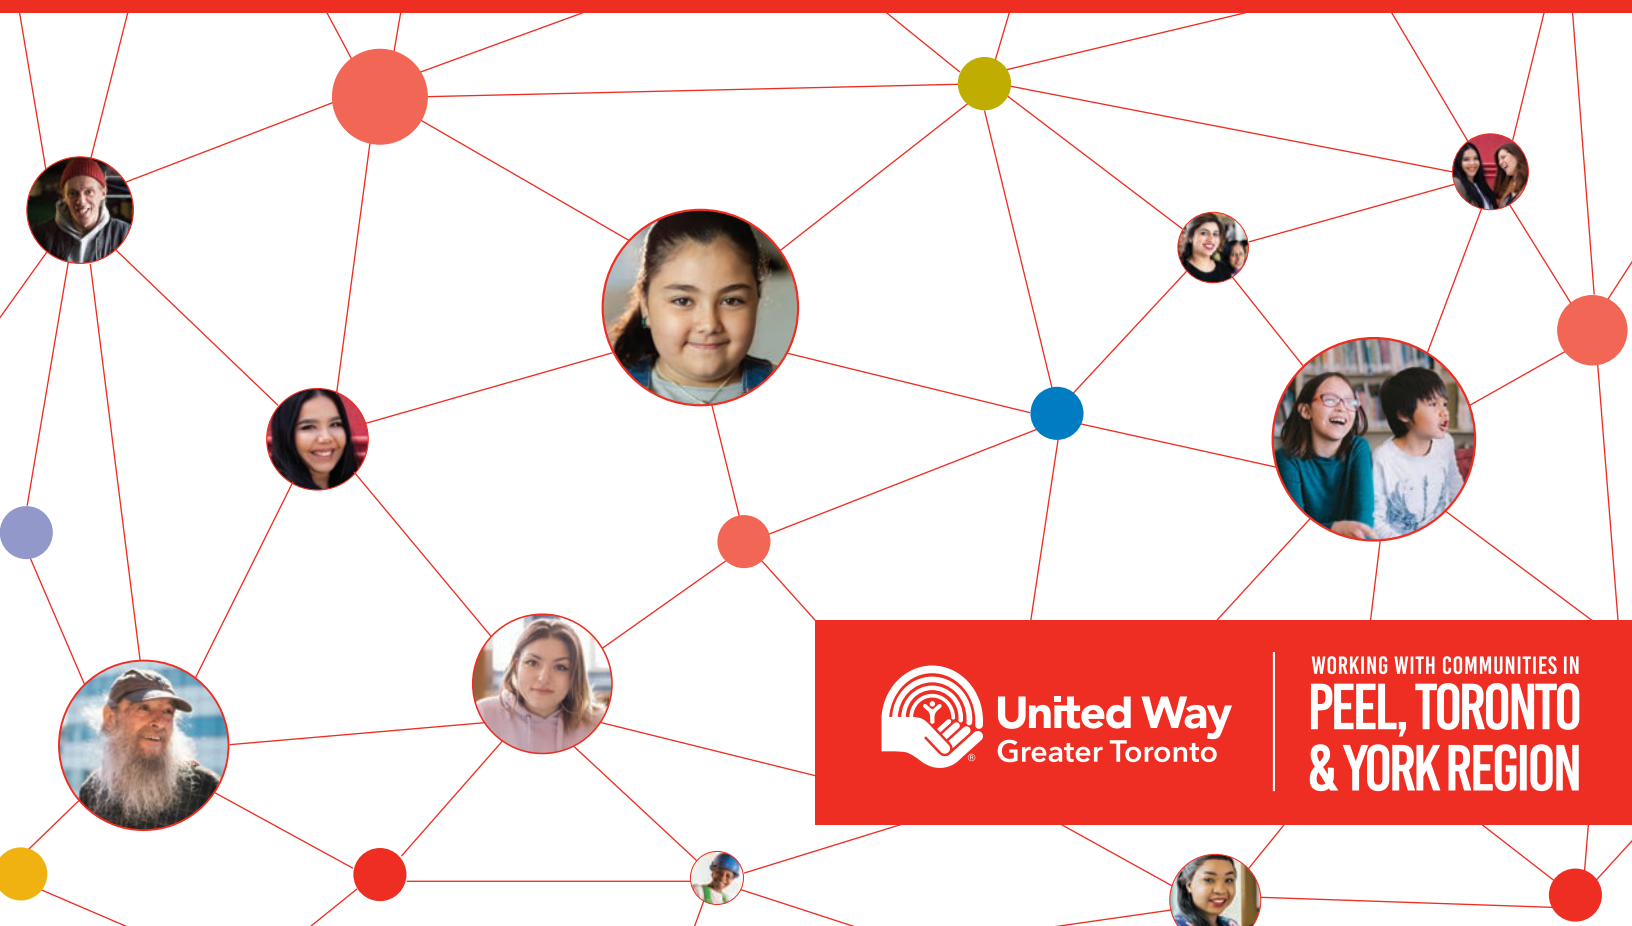 United Way
Greater Toronto
®
WORKING WITH COMMUNITIES IN
PEEL, TORONTO
& YORK REGION